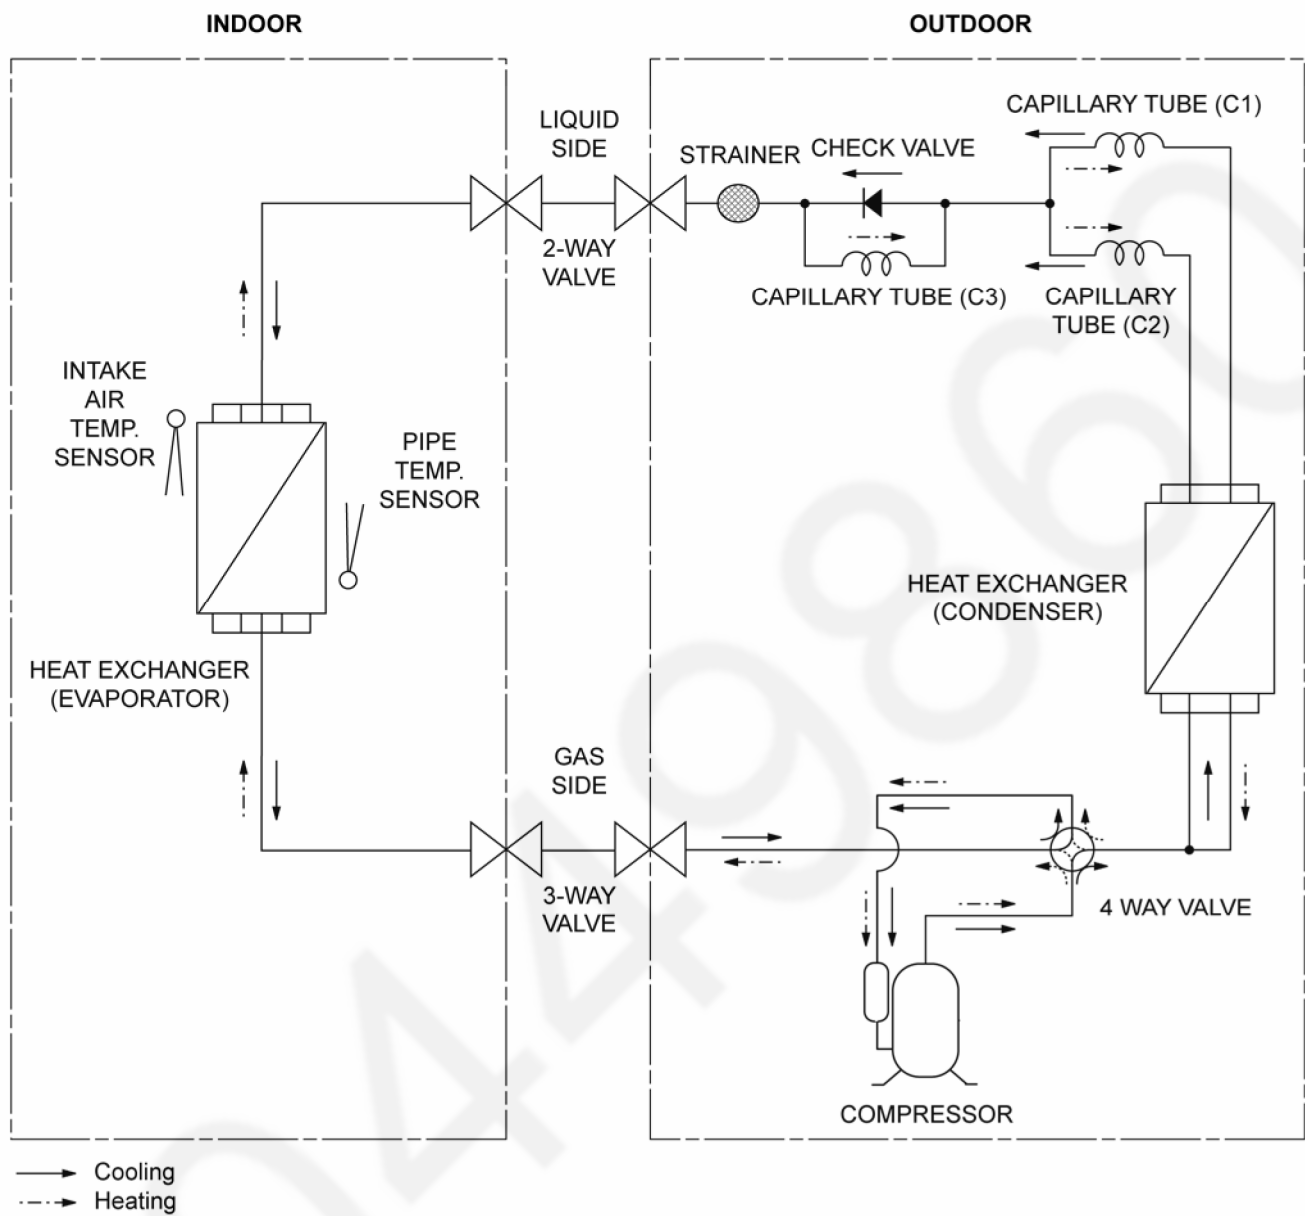 INDOOR
OUTDOOR
LIQUID
SIDE
2-WAY
VALVE
STRAINER
CHECK VALVE
CAPILLARY TUBE (C1)
CAPILLARY TUBE (C3)
CAPILLARY
TUBE (C2)
INTAKE
AIR
TEMP.
SENSOR
PIPE
TEMP.
SENSOR
HEAT EXCHANGER
(EVAPORATOR)
HEAT EXCHANGER
(CONDENSER)
GAS
SIDE
3-WAY
VALVE
4 WAY VALVE
COMPRESSOR
Cooling
Heating